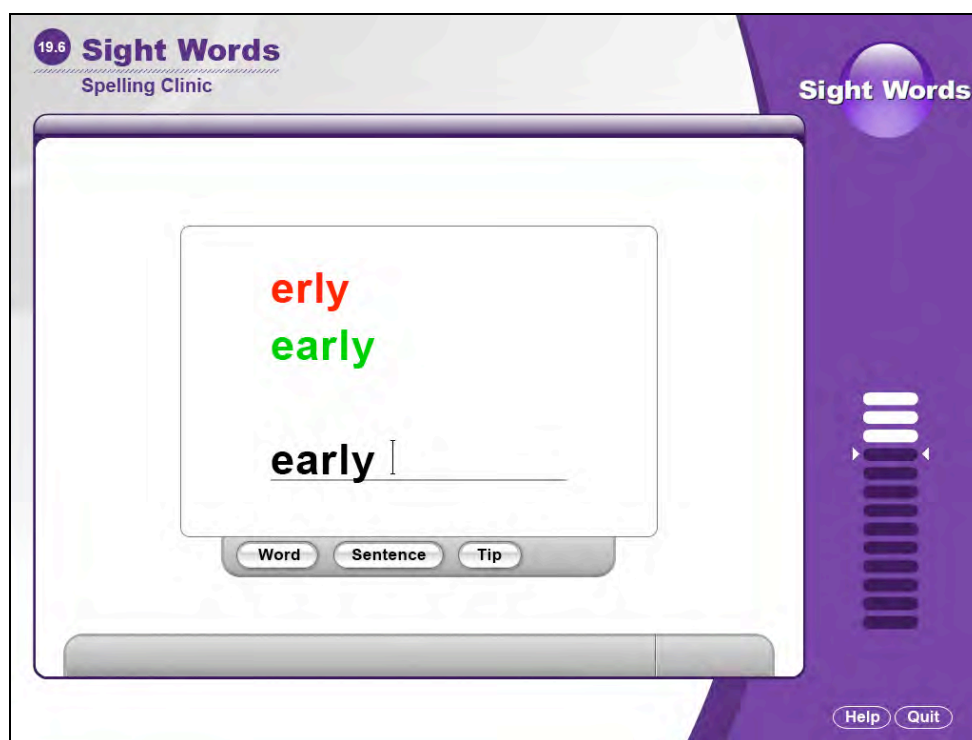 19.6 Sight Words
Spelling Clinic
Sight Words
erly
early
early
Word Sentence Tip
Help Quit